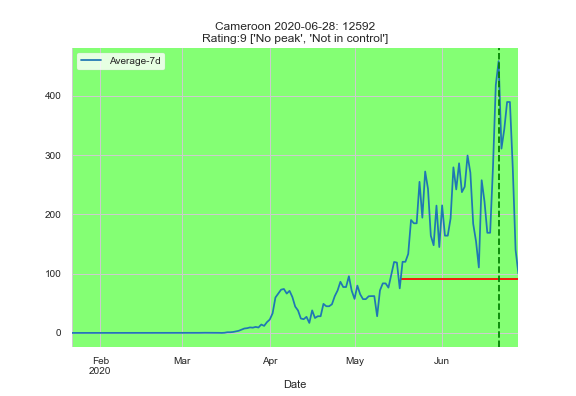 Cameroon 2020-06-28: 12592
Rating:9 ['No peak', 'Not in control']
Average-7d
400
300
200
100
0
Feb
2020
Mar
Apr
May
Jun
Date